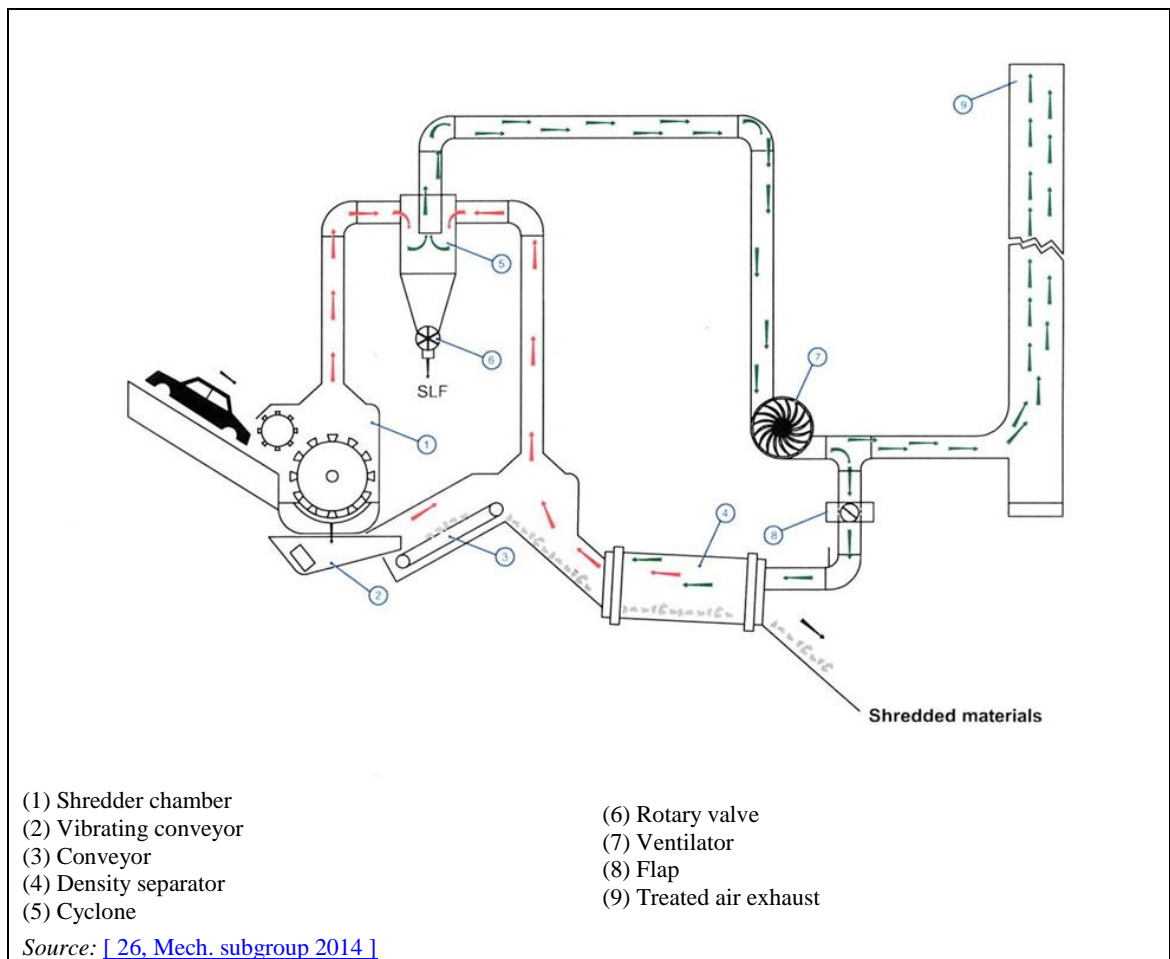 9
5
6
7
SLF
1
4
8
3
2
Shredded materials
(1) Shredder chamber
(2) Vibrating conveyor
(3) Conveyor
(4) Density separator
(5) Cyclone
(6) Rotary valve
(7) Ventilator
(8) Flap
(9) Treated air exhaust
Source: [ 26, Mech. subgroup 2014 ]